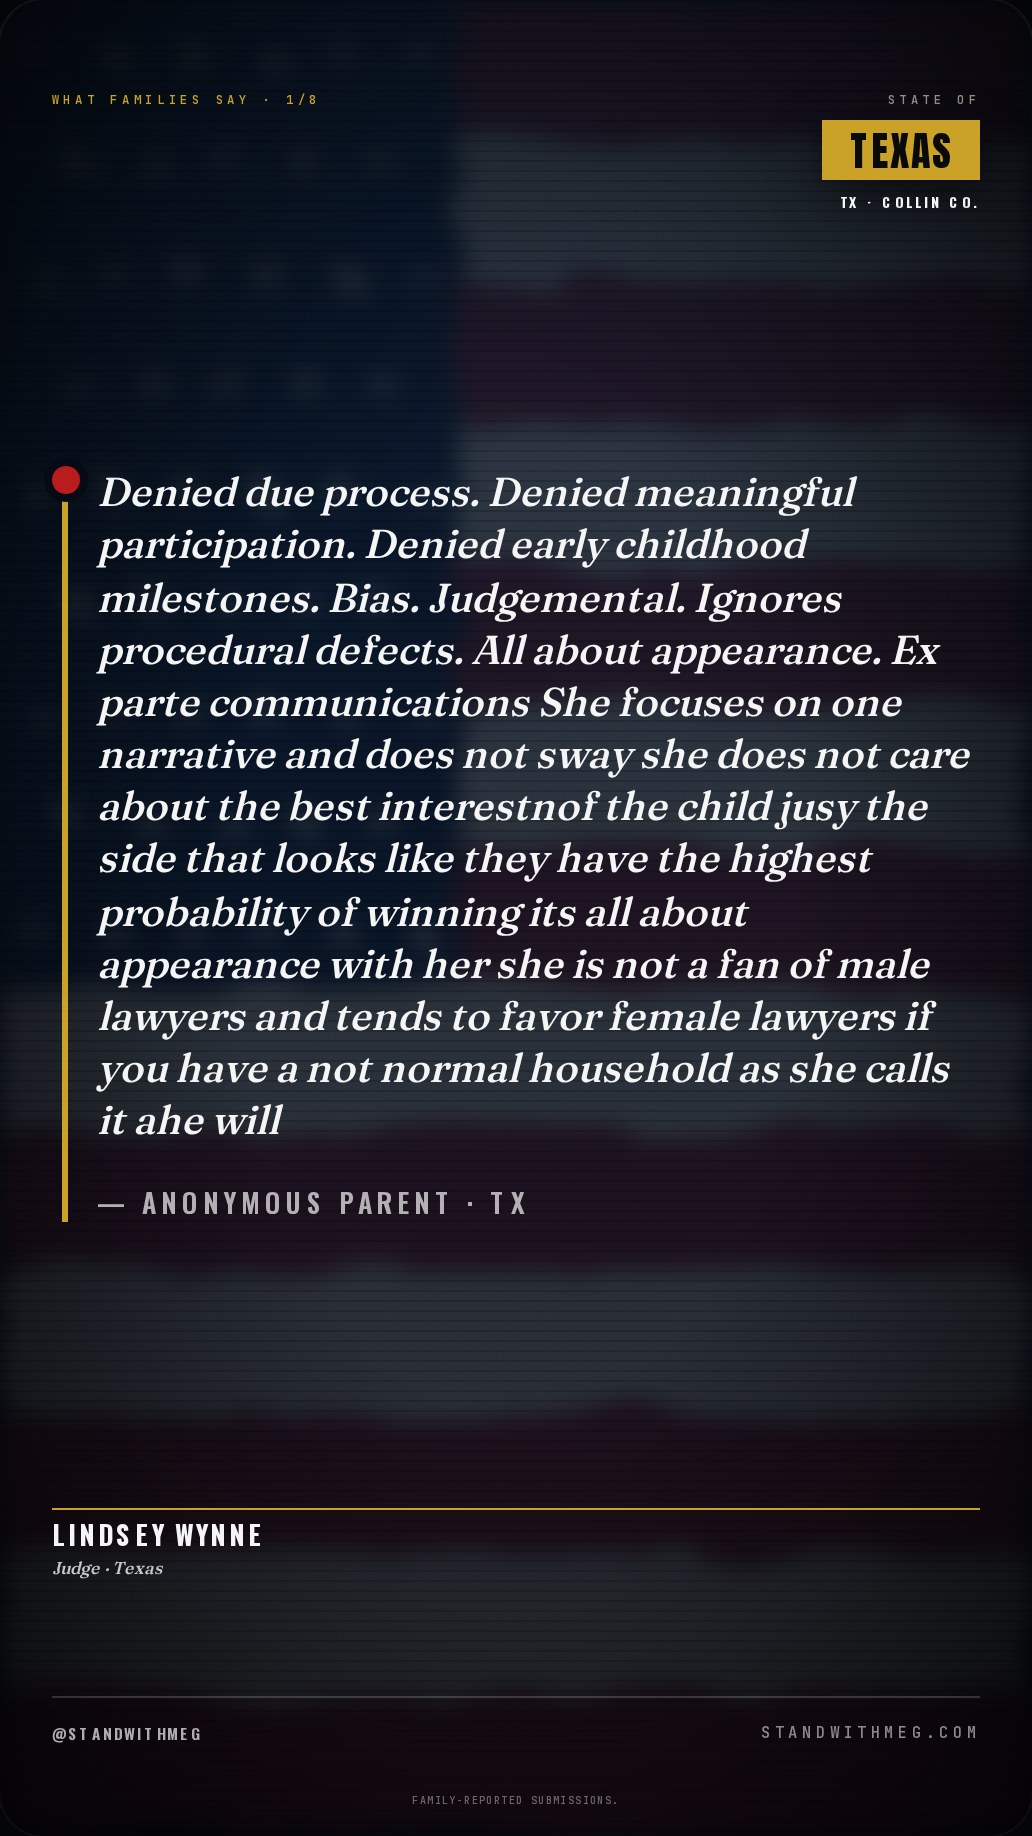 WHAT FAMILIES SAY · 1/8
STATE OF
TEXAS
TX · COLLIN CO.
Denied due process. Denied meaningful
participation. Denied early childhood
milestones. Bias. Judgemental. Ignores
procedural defects. All about appearance. Ex
parte communications She focuses on one
narrative and does not sway she does not care
about the best interestnof the child jusy the
side that looks like they have the highest
probability of winning its all about
appearance with her she is not a fan of male
lawyers and tends to favor female lawyers if
you have a not normal household as she calls
it ahe will
— ANONYMOUS PARENT · TX
LINDSEY WYNNE
Judge · Texas
@STANDWITHMEG
STANDWITHMEG.COM
FAMILY-REPORTED SUBMISSIONS.